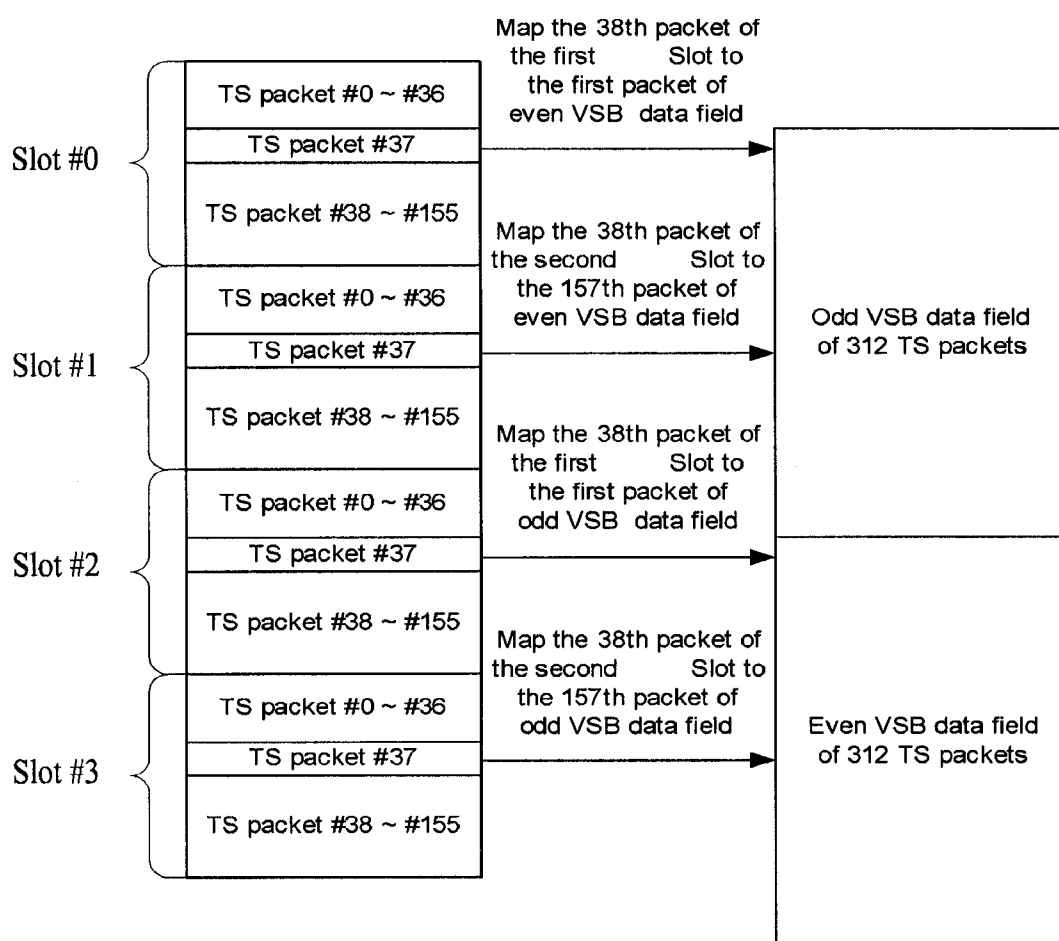 Map the 38th packet of
the first Slot to
the first packet of
even VSB data field
TS packet #0 ~ #36
Slot #0
TS packet #37
TS packet #38 ~ #155
Map the 38th packet of
the second Slot to
the 157th packet of
even VSB data field
TS packet #0 ~ #36
Slot #1
TS packet #37
TS packet #38 ~ #155
Odd VSB data field
of 312 TS packets
Map the 38th packet of
the first Slot to
the first packet of
odd VSB data field
TS packet #0 ~ #36
Slot #2
TS packet #37
TS packet #38 ~ #155
Map the 38th packet of
the second Slot to
the 157th packet of
odd VSB data field
TS packet #0 ~ #36
Slot #3
TS packet #37
TS packet #38 ~ #155
Even VSB data field
of 312 TS packets